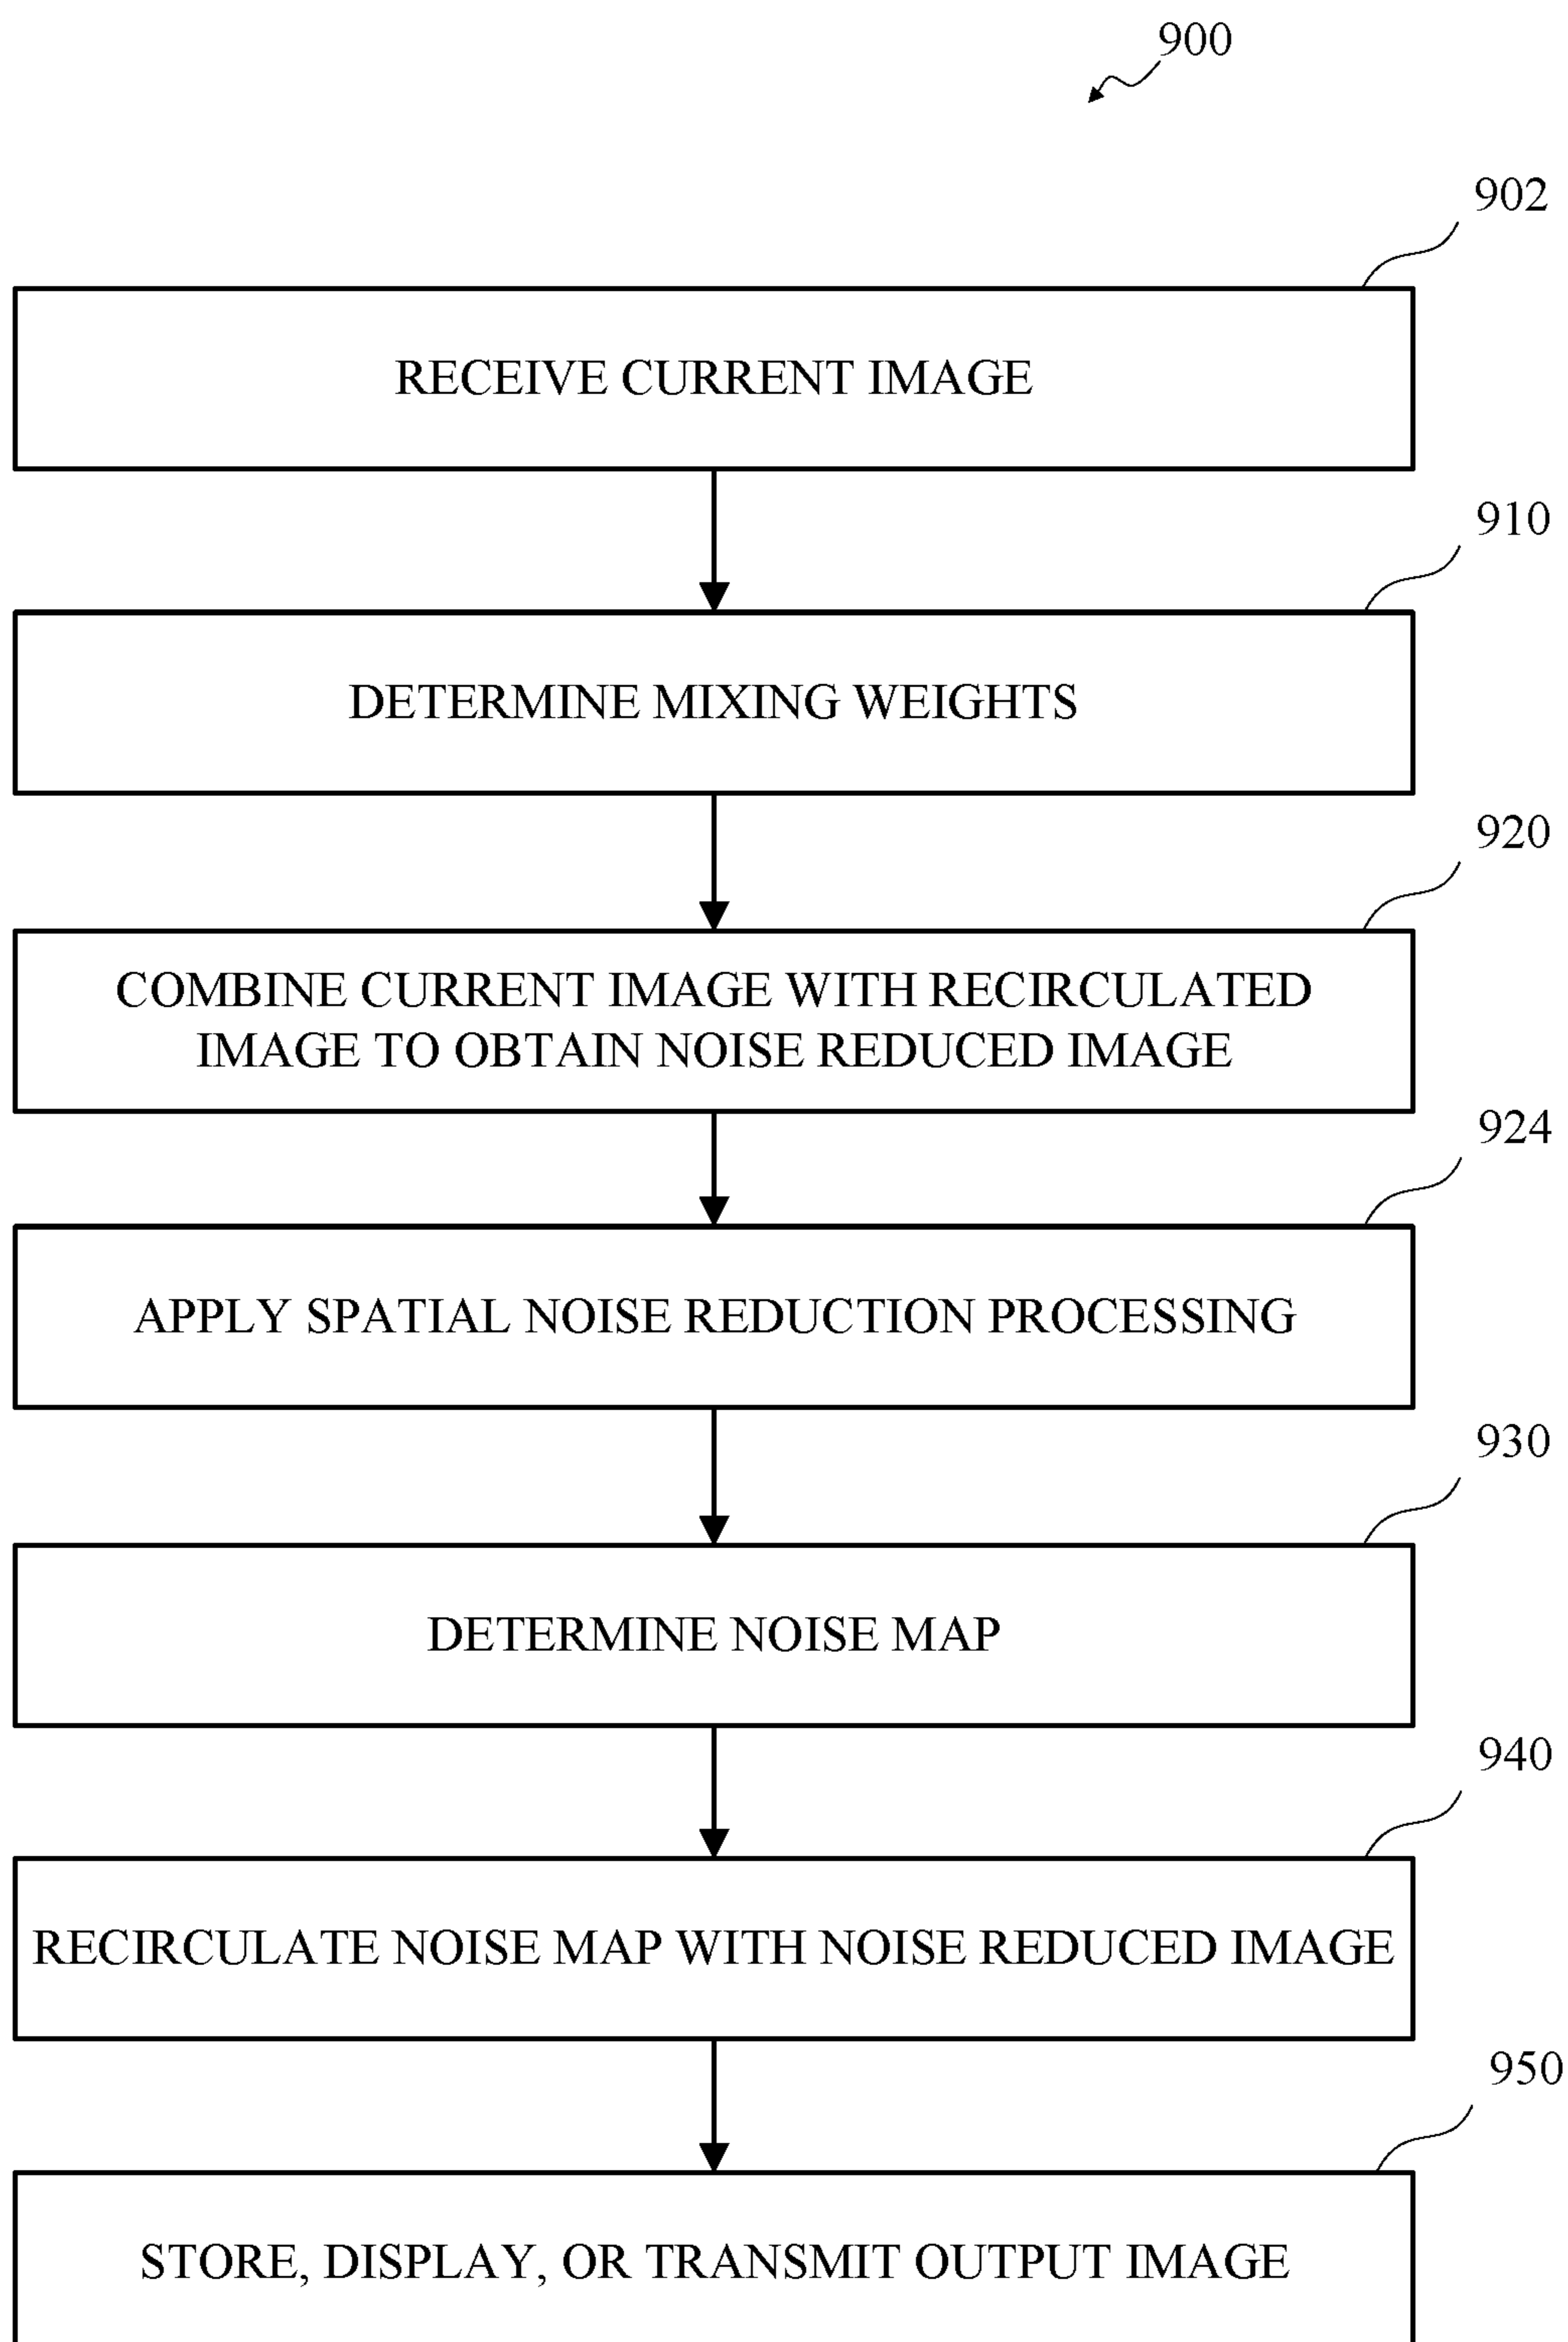 900
902
RECEIVE CURRENT IMAGE
910
DETERMINE MIXING WEIGHTS
920
COMBINE CURRENT IMAGE WITH RECIRCULATED
IMAGE TO OBTAIN NOISE REDUCED IMAGE
924
APPLY SPATIAL NOISE REDUCTION PROCESSING
930
DETERMINE NOISE MAP
940
RECIRCULATE NOISE MAP WITH NOISE REDUCED IMAGE
950
STORE, DISPLAY, OR TRANSMIT OUTPUT IMAGE